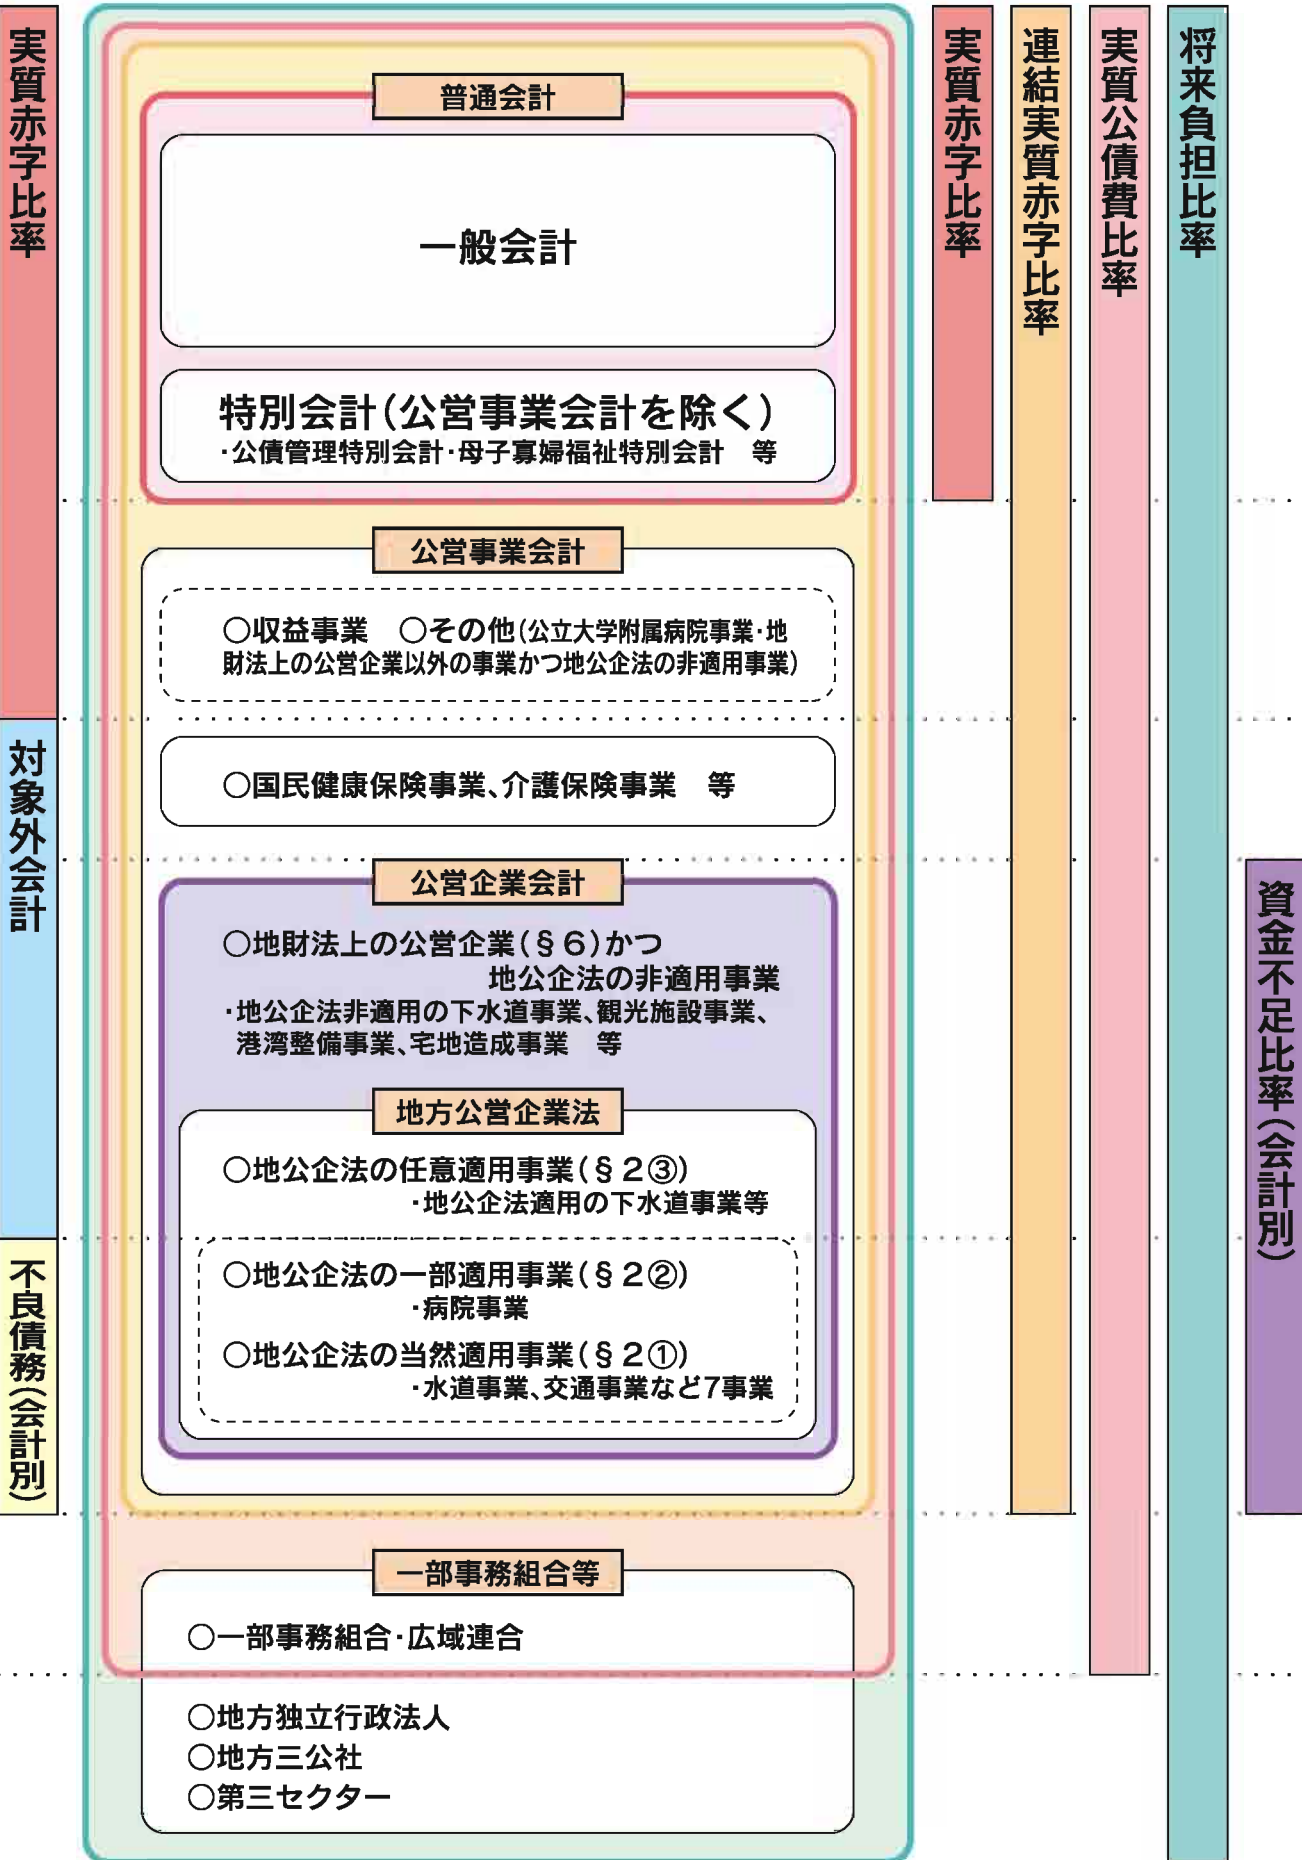 実質赤字比率
対象外会計
不良債務(会計別)
普通会計
一般会計
特別会計(公営事業会計を除く)
・公債管理特別会計・母子寡婦福祉特別会計　等
公営事業会計
○収益事業　○その他(公立大学附属病院事業・地
財法上の公営企業以外の事業かつ地公企法の非適用事業)
○国民健康保険事業、介護保険事業　等
公営企業会計
○地財法上の公営企業(§6)かつ
地公企法の非適用事業
・地公企法非適用の下水道事業、観光施設事業、
港湾整備事業、宅地造成事業　等
地方公営企業法
○地公企法の任意適用事業(§2③)
・地公企法適用の下水道事業等
○地公企法の一部適用事業(§2②)
・病院事業
○地公企法の当然適用事業(§2①)
・水道事業、交通事業など7事業
一部事務組合等
○一部事務組合・広域連合
○地方独立行政法人
○地方三公社
○第三セクター
実質赤字比率
連結実質赤字比率
実質公債費比率
将来負担比率
資金不足比率(会計別)